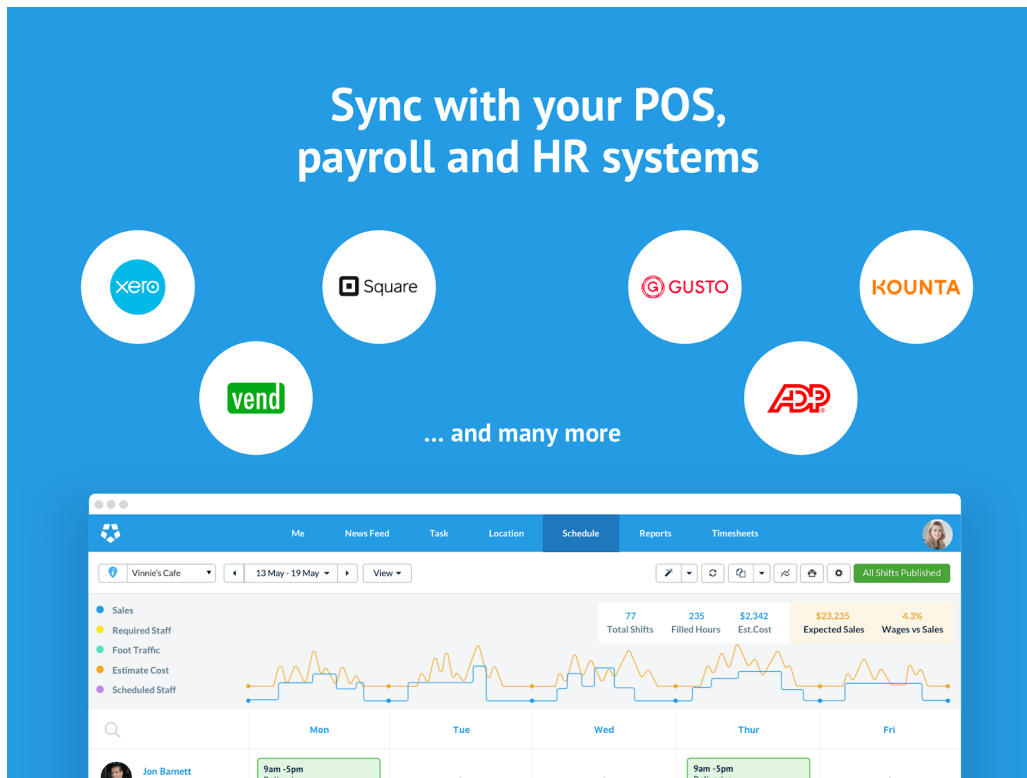 Sync with your POS,
payroll and HR systems
xero
Square
G GUSTO
KOUNTA
vend
ADP
... and many more
Me News Feed Task Location Schedule Reports Timesheets
Vinnie's Cafe 13 May - 19 May View All Shifts Published
Sales
Required Staff
Foot Traffic
Estimate Cost
Scheduled Staff
77 235 $2,342 $23,235 4.3%
Total Shifts Filled Hours Est.Cost Expected Sales Wages vs Sales
Mon Tue Wed Thur Fri
Jon Barnett
9am -5pm 9am -5pm